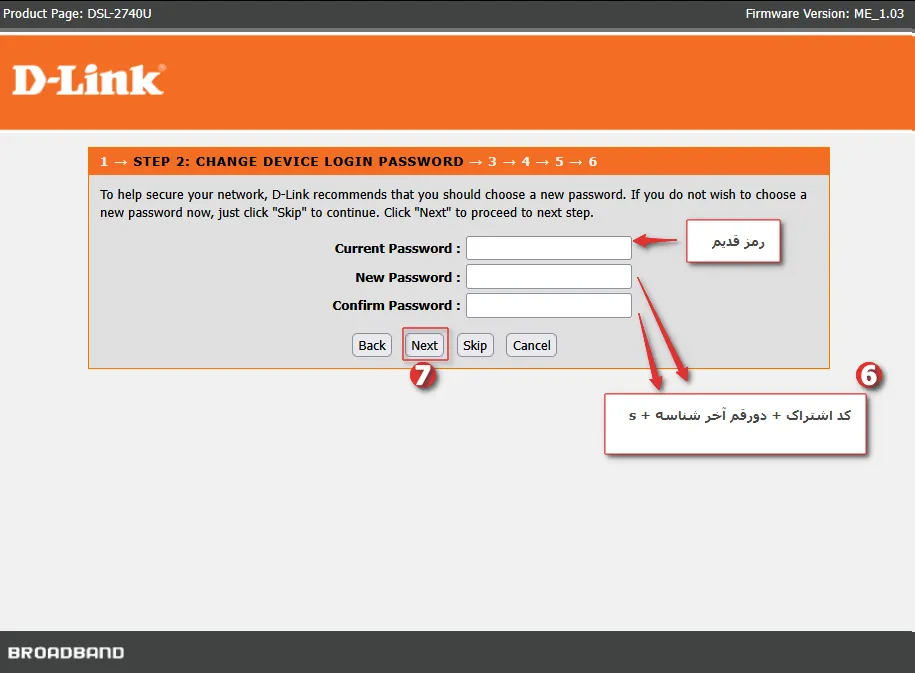 Product Page: DSL-2740U
Firmware Version: ME_1.03
D-Link®
1 → STEP 2: CHANGE DEVICE LOGIN PASSWORD → 3 → 4 → 5 → 6
To help secure your network, D-Link recommends that you should choose a new password. If you do not wish to choose a
new password now, just click "Skip" to continue. Click "Next" to proceed to next step.
Current Password :
رمز قدیم
New Password :
Confirm Password :
Back Next Skip Cancel
7
6
کد اشتراک + دورقم آخر شناسه + s
BROADBAND